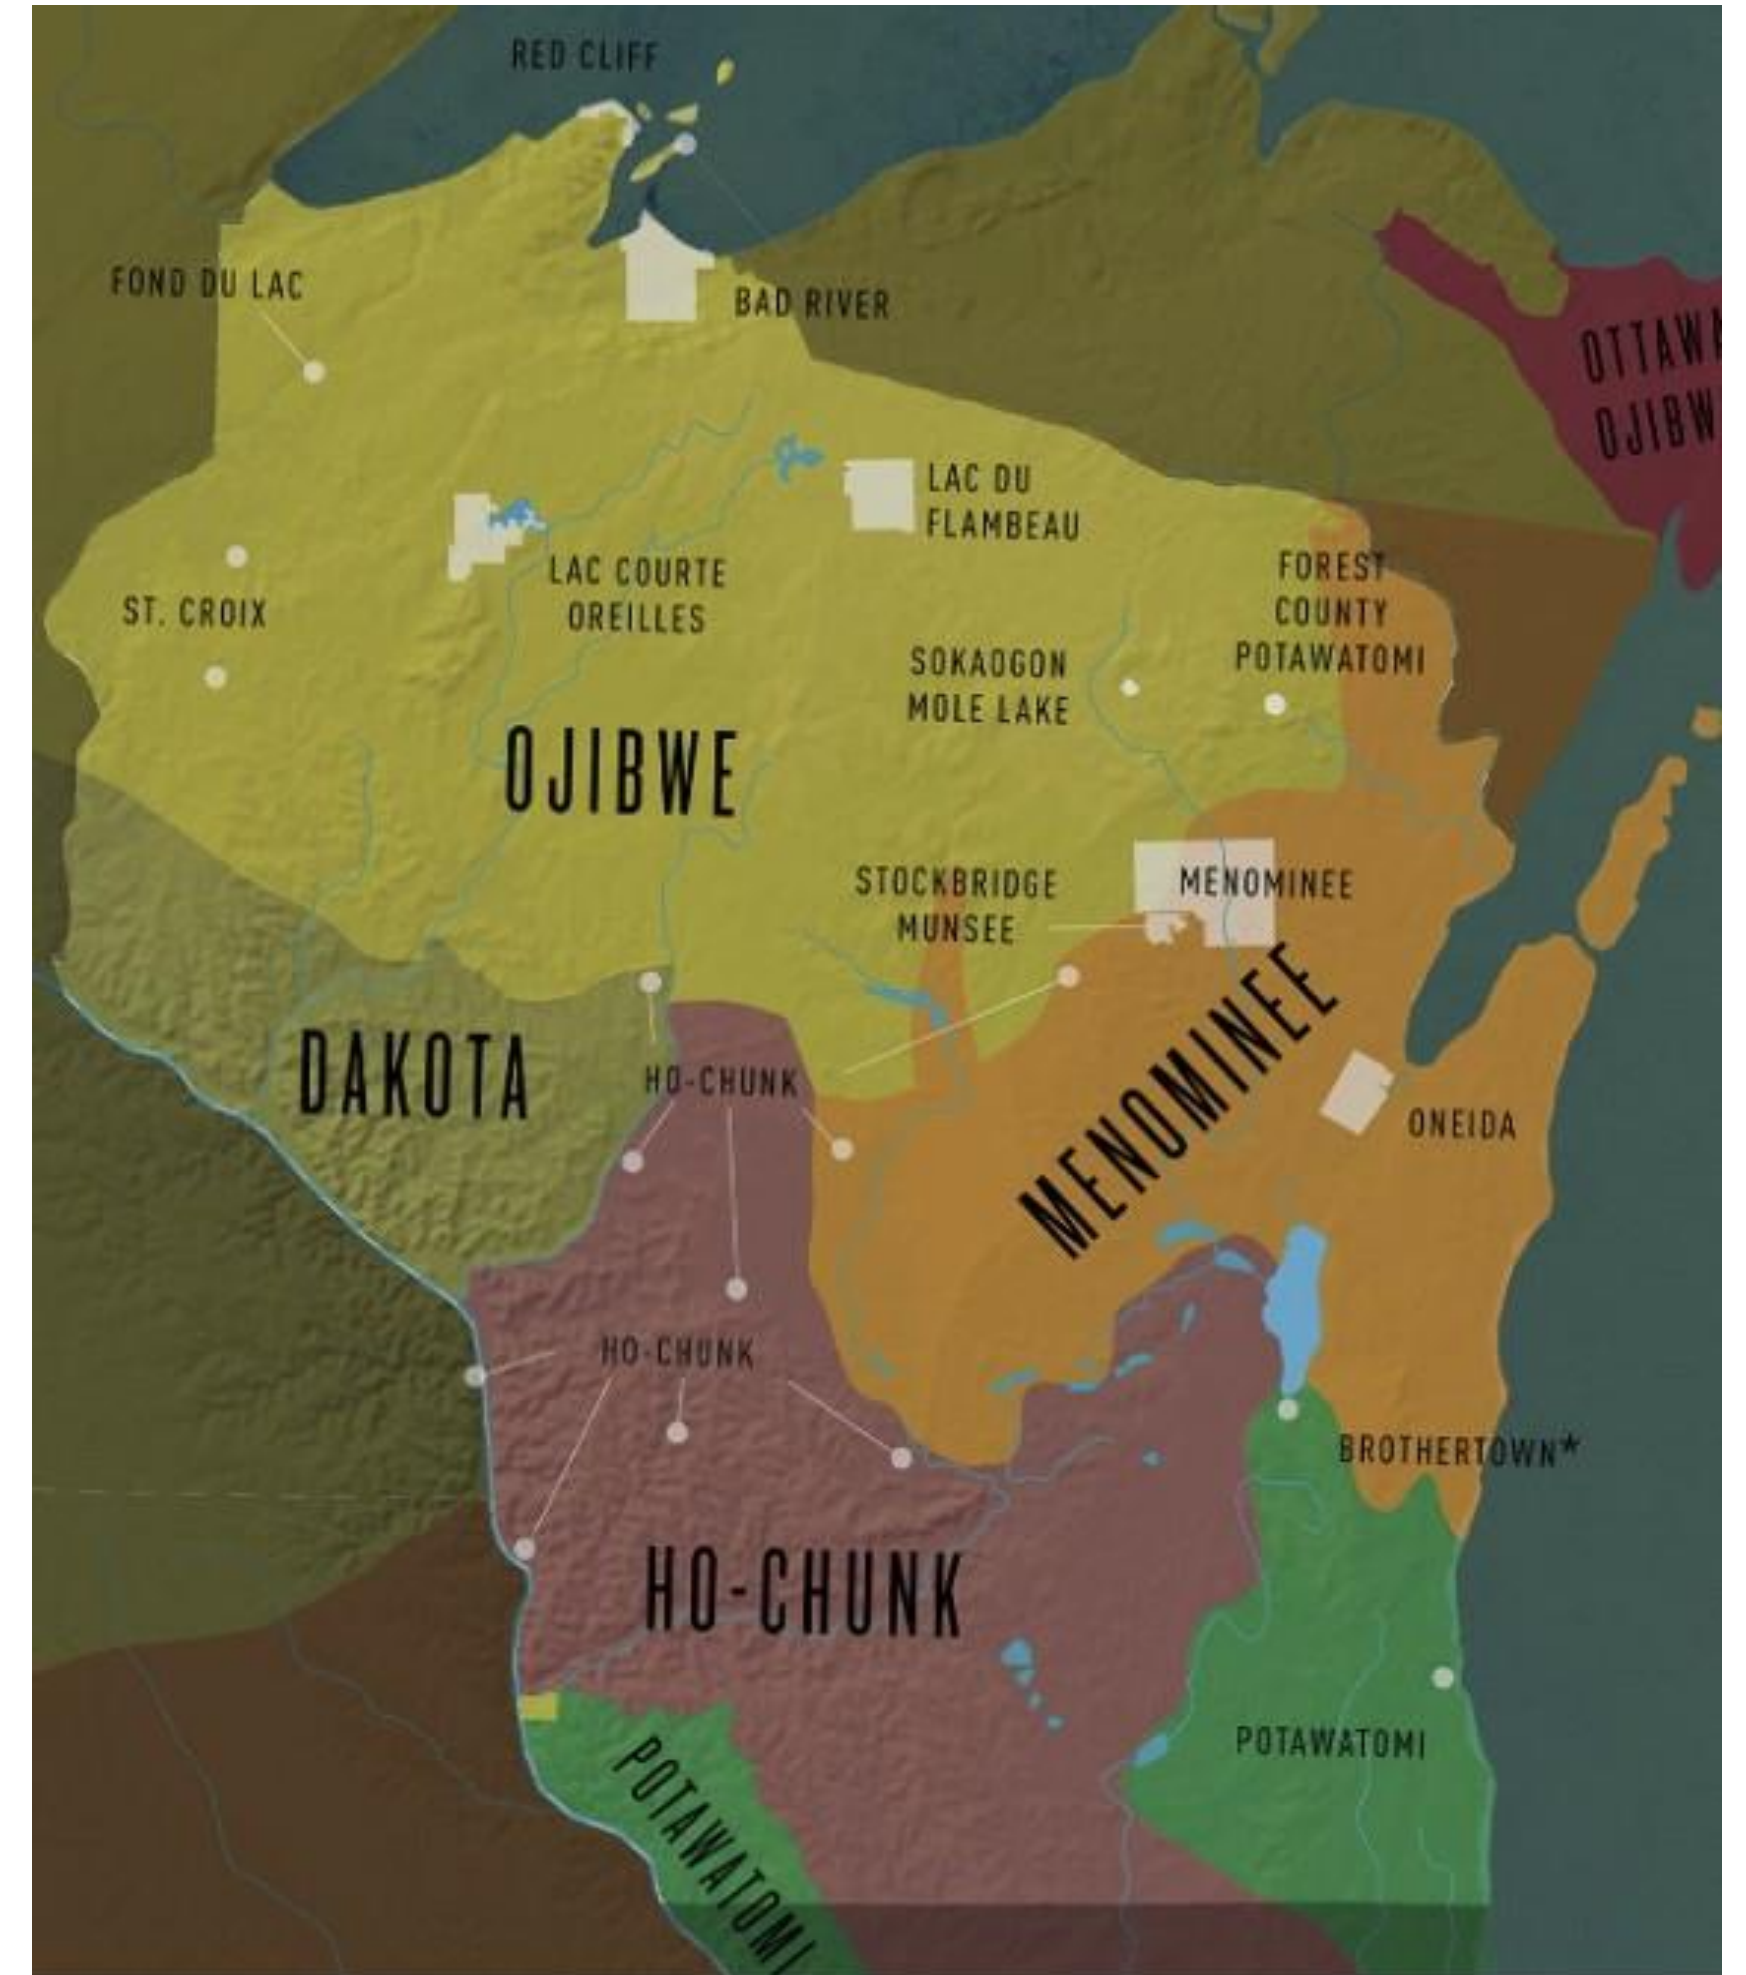 RED CLIFF
FOND DU LAC
BAD RIVER
OTTAWA
OJIBW
LAC DU
FLAMBEAU
LAC COURTE
OREILLES
ST. CROIX
FOREST
COUNTY
POTAWATOMI
SOKAOGON
MOLE LAKE
OJIBWE
STOCKBRIDGE
MUNSEE
MENOMINEE
DAKOTA
HO-CHUNK
MENOMINEE
ONEIDA
HO-CHUNK
BROTHERTOWN*
HO-CHUNK
POTAWATOMI
POTAWATOMI